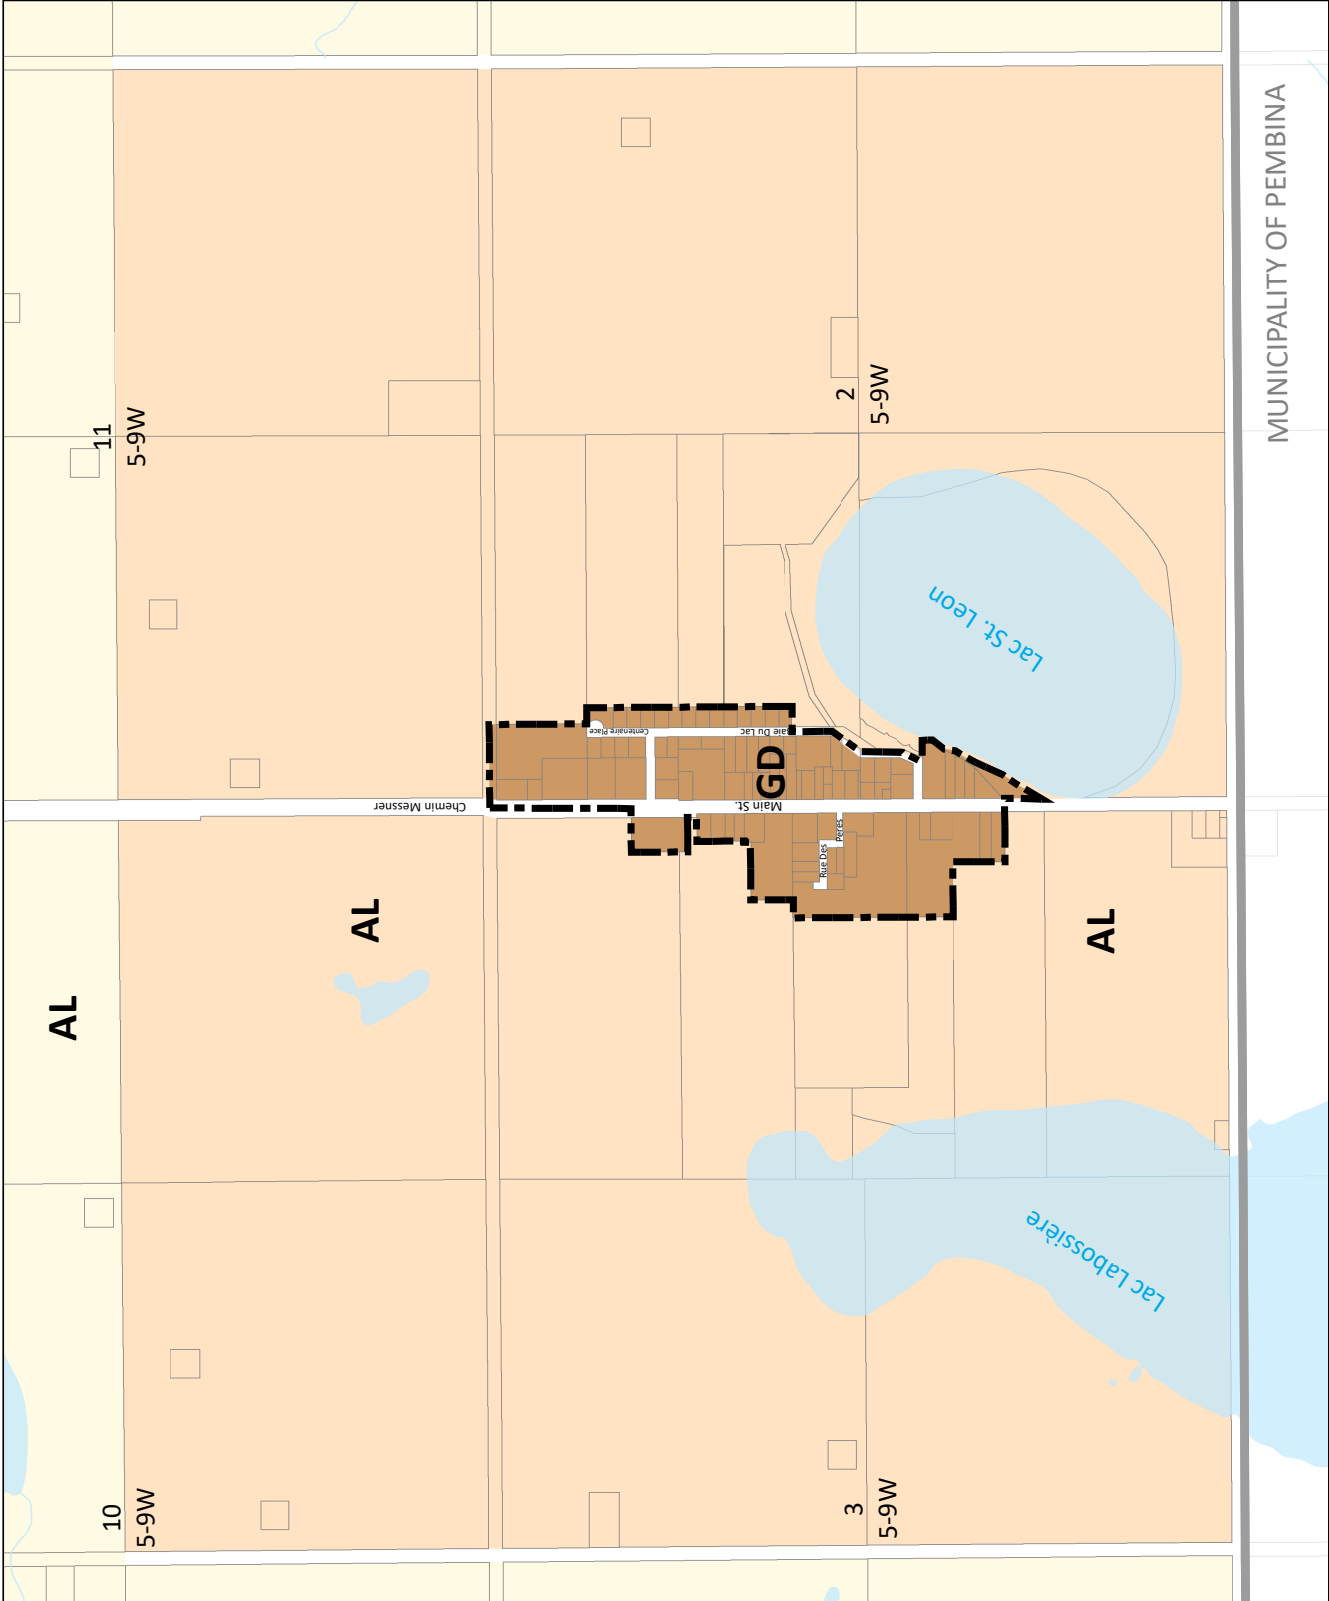 MUNICIPALITY OF PEMBINA
11
5-9W
2
5-9W
Lac St. Leon
Centenaire Place
Baie Du Lac
GD
Chemin Messner
Main St.
Rue Des
Peres
AL
AL
AL
Lac Labossière
10
5-9W
3
5-9W